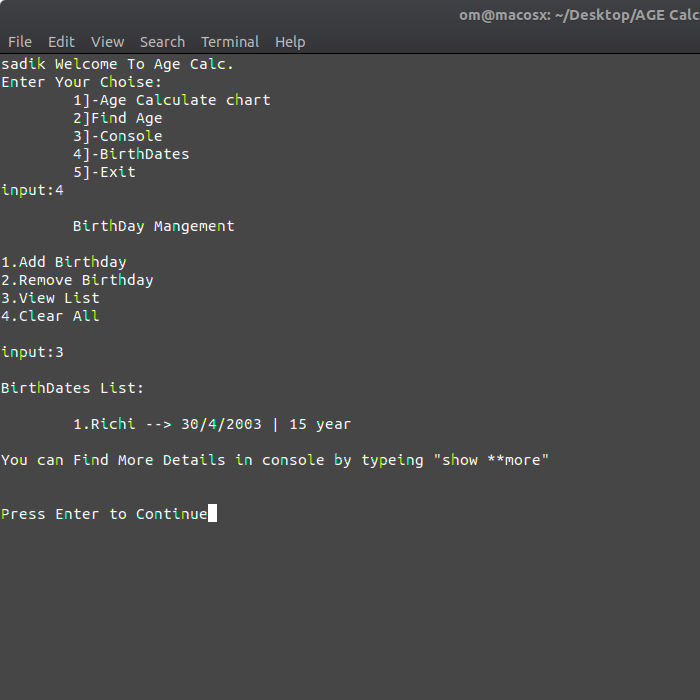 om@macosx: ~/Desktop/AGE Calc
File Edit View Search Terminal Help
sadik Welcome To Age Calc.
Enter Your Choise:
1]-Age Calculate chart
2]Find Age
3]-Console
4]-BirthDates
5]-Exit
input:4
BirthDay Mangement
1.Add Birthday
2.Remove Birthday
3.View List
4.Clear All
input:3
BirthDates List:
1.Richi --> 30/4/2003 | 15 year
You can Find More Details in console by typeing "show **more"
Press Enter to Continue